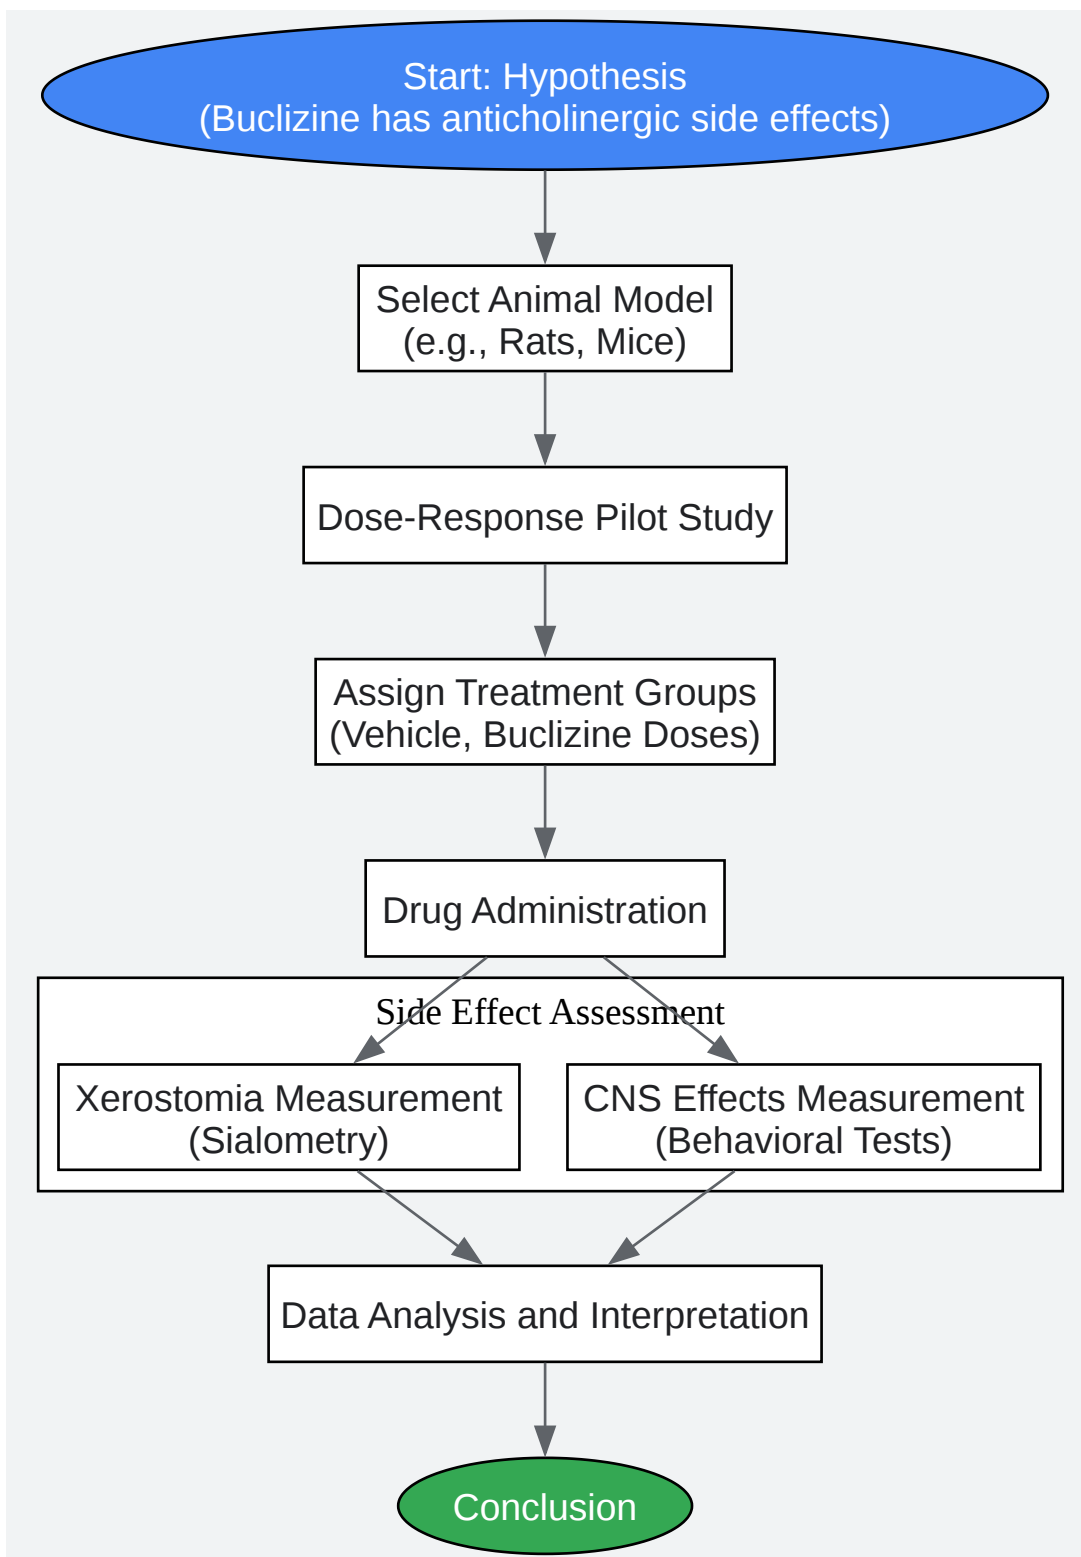 Start: Hypothesis
(Buclizine has anticholinergic side effects)
Select Animal Model
(e.g., Rats, Mice)
Dose-Response Pilot Study
Assign Treatment Groups
(Vehicle, Buclizine Doses)
Drug Administration
Side Effect Assessment
Xerostomia Measurement
(Sialometry)
CNS Effects Measurement
(Behavioral Tests)
Data Analysis and Interpretation
Conclusion